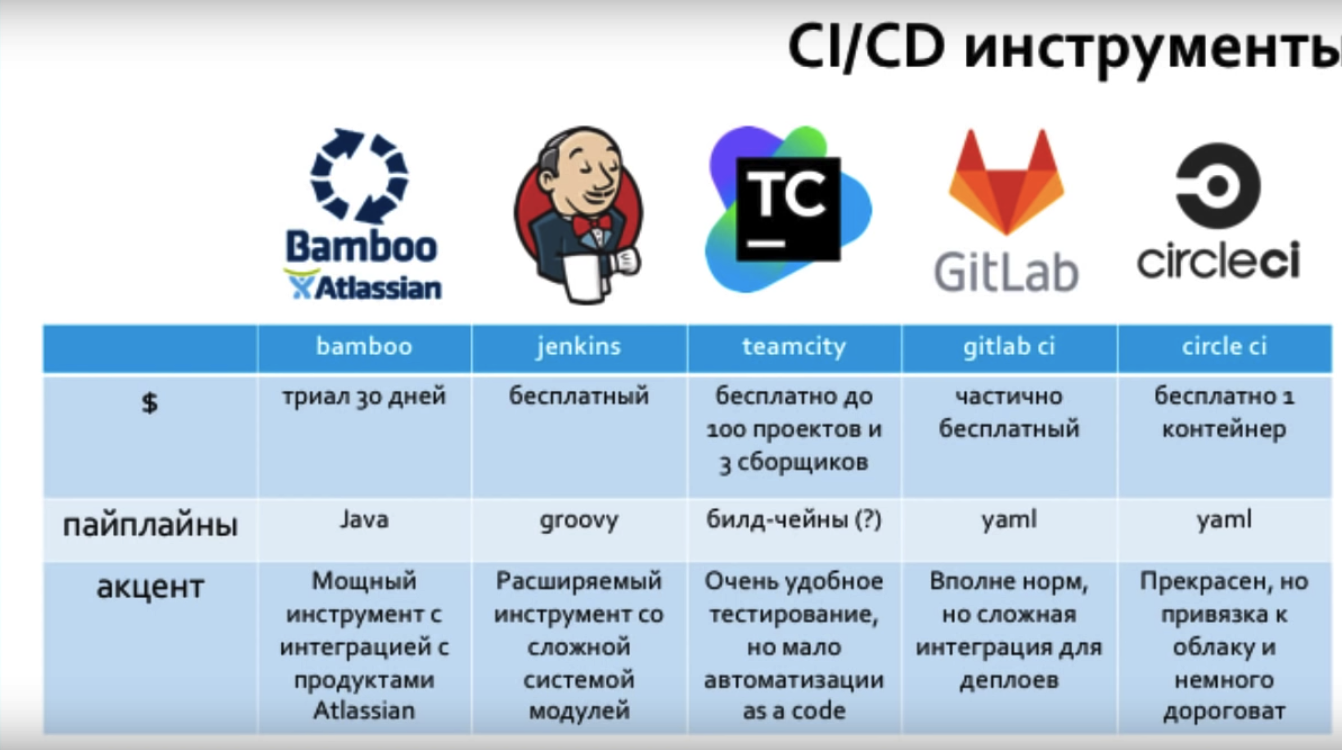 CI/CD инструменты
Bamboo
Atlassian
TC
GitLab
circleci
bamboo
jenkins
teamcity
gitlab ci
circle ci
$
триал 30 дней
бесплатный
бесплатно до
100 проектов и
3 сборщиков
частично
бесплатный
бесплатно 1
контейнер
пайплайны
Java
groovy
билд-чейны (?)
yaml
yaml
акцент
Мощный
инструмент с
интеграцией с
продуктами
Atlassian
Расширяемый
инструмент со
сложной
системой
модулей
Очень удобное
тестирование,
но мало
автоматизации
as a code
Вполне норм,
но сложная
интеграция для
деплоев
Прекрасен, но
привязка к
облаку и
немного
дороговат